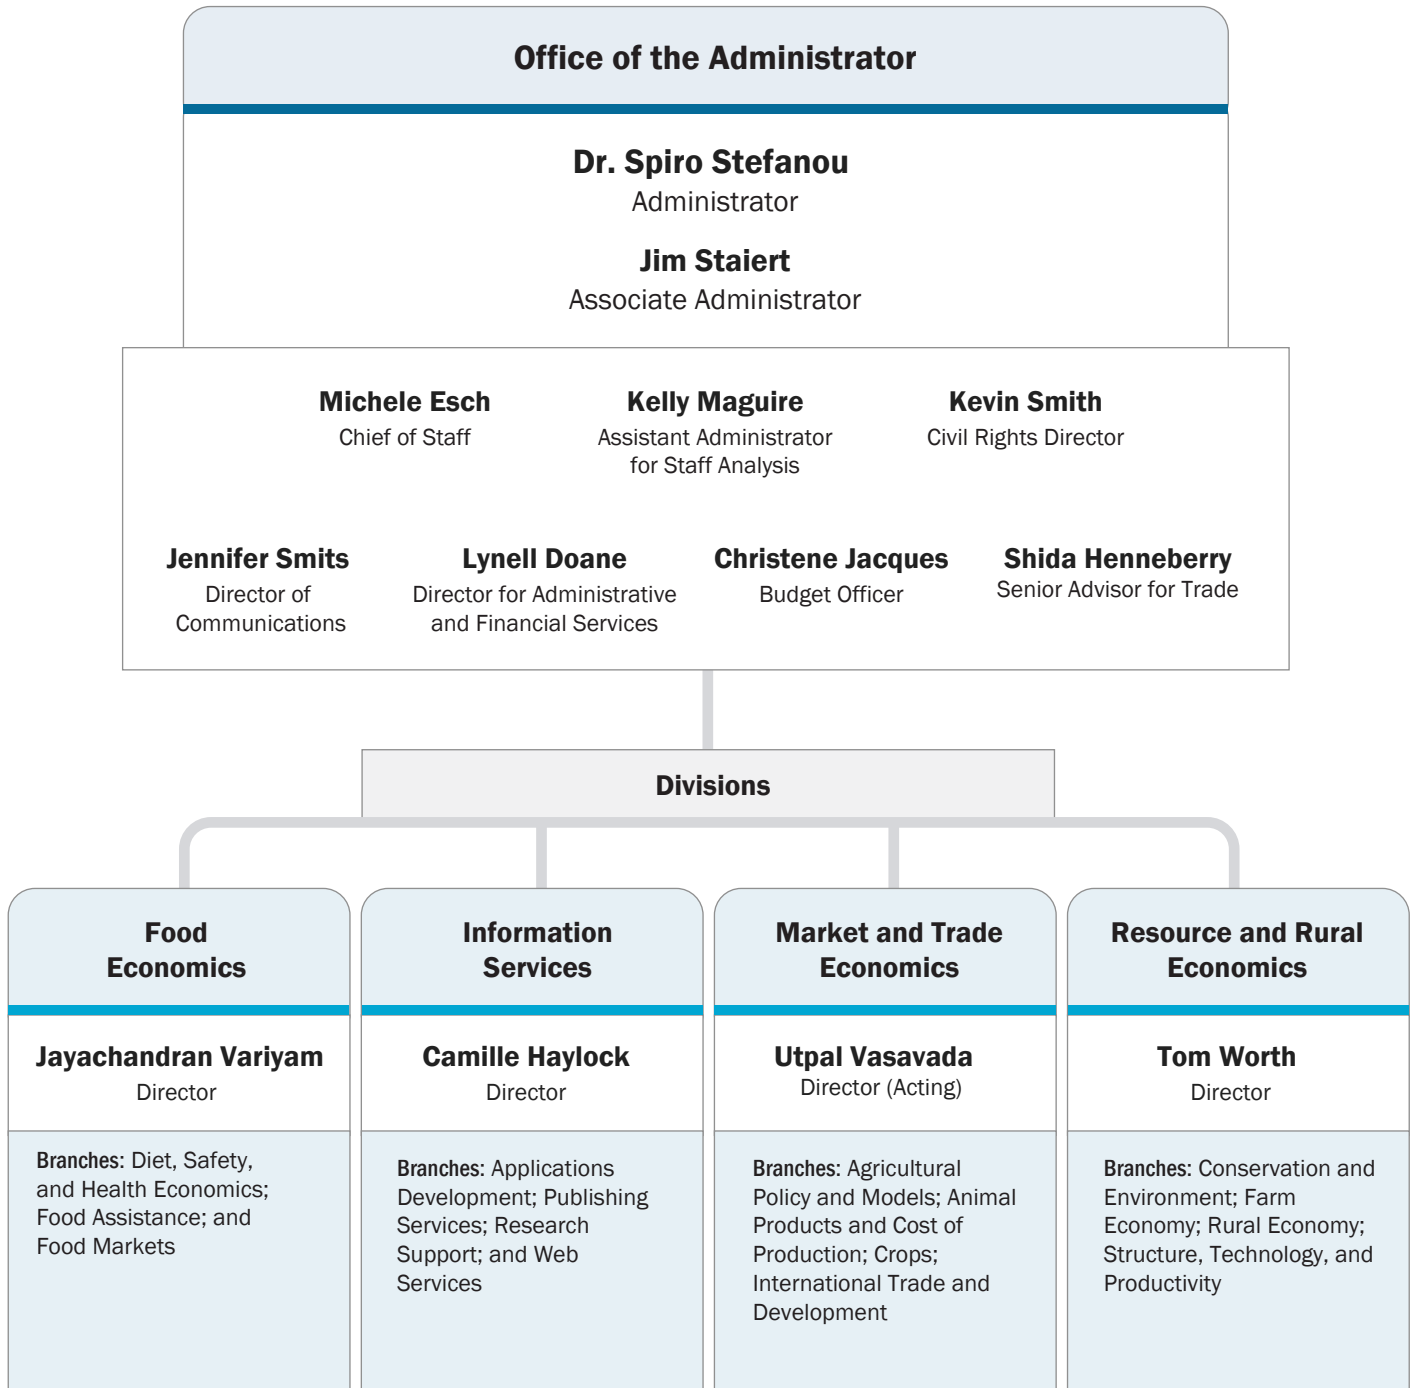 Office of the Administrator
Dr. Spiro Stefanou
Administrator
Jim Staiert
Associate Administrator
Michele Esch
Chief of Staff
Kelly Maguire
Assistant Administrator
for Staff Analysis
Kevin Smith
Civil Rights Director
Jennifer Smits
Director of
Communications
Lynell Doane
Director for Administrative
and Financial Services
Christene Jacques
Budget Officer
Shida Henneberry
Senior Advisor for Trade
Divisions
Food
Economics
Jayachandran Variyam
Director
Branches: Diet, Safety,
and Health Economics;
Food Assistance; and
Food Markets
Information
Services
Camille Haylock
Director
Branches: Applications
Development; Publishing
Services; Research
Support; and Web
Services
Market and Trade
Economics
Utpal Vasavada
Director (Acting)
Branches: Agricultural
Policy and Models; Animal
Products and Cost of
Production; Crops;
International Trade and
Development
Resource and Rural
Economics
Tom Worth
Director
Branches: Conservation and
Environment; Farm
Economy; Rural Economy;
Structure, Technology, and
Productivity